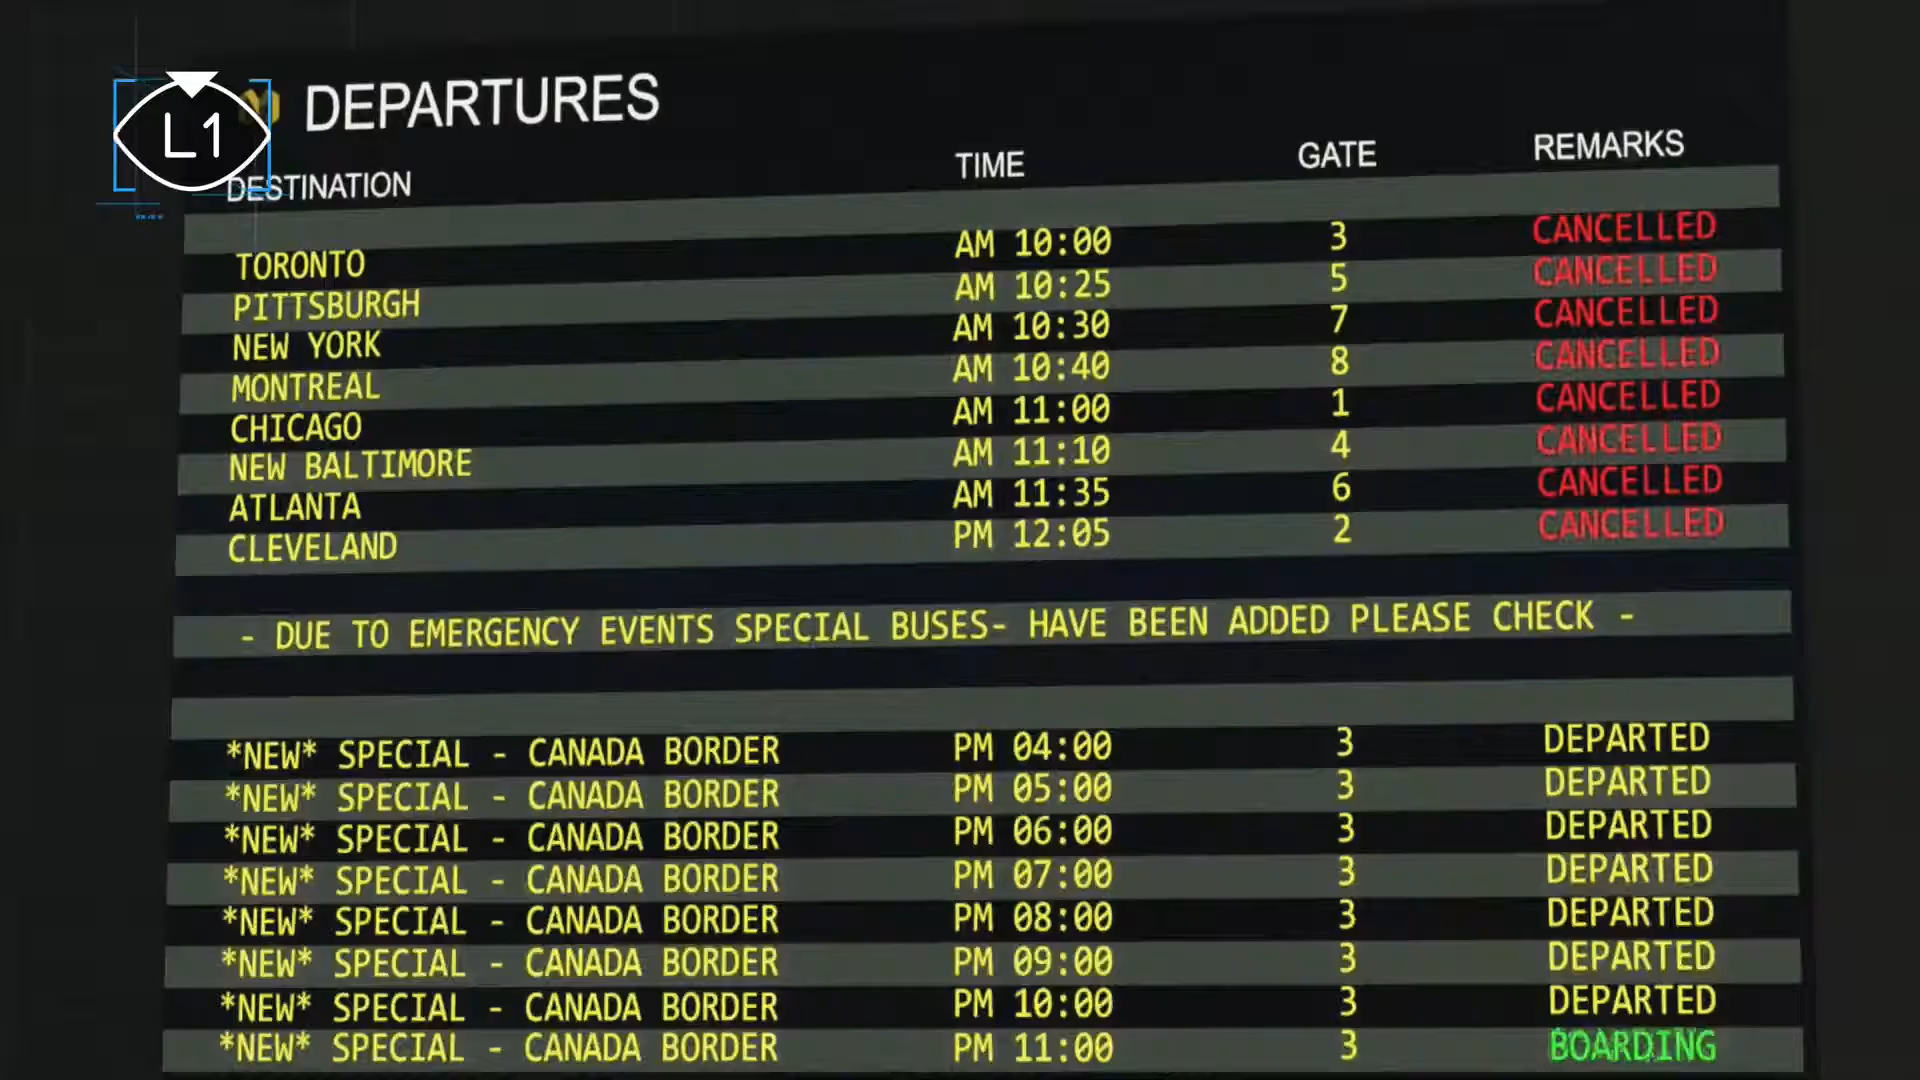 L1
DEPARTURES
DESTINATION TIME GATE REMARKS
TORONTO AM 10:00 3 CANCELLED
PITTSBURGH AM 10:25 5 CANCELLED
NEW YORK AM 10:30 7 CANCELLED
MONTREAL AM 10:40 8 CANCELLED
CHICAGO AM 11:00 1 CANCELLED
NEW BALTIMORE AM 11:10 4 CANCELLED
ATLANTA AM 11:35 6 CANCELLED
CLEVELAND PM 12:05 2 CANCELLED
- DUE TO EMERGENCY EVENTS SPECIAL BUSES- HAVE BEEN ADDED PLEASE CHECK -
*NEW* SPECIAL - CANADA BORDER PM 04:00 3 DEPARTED
*NEW* SPECIAL - CANADA BORDER PM 05:00 3 DEPARTED
*NEW* SPECIAL - CANADA BORDER PM 06:00 3 DEPARTED
*NEW* SPECIAL - CANADA BORDER PM 07:00 3 DEPARTED
*NEW* SPECIAL - CANADA BORDER PM 08:00 3 DEPARTED
*NEW* SPECIAL - CANADA BORDER PM 09:00 3 DEPARTED
*NEW* SPECIAL - CANADA BORDER PM 10:00 3 DEPARTED
*NEW* SPECIAL - CANADA BORDER PM 11:00 3 BOARDING